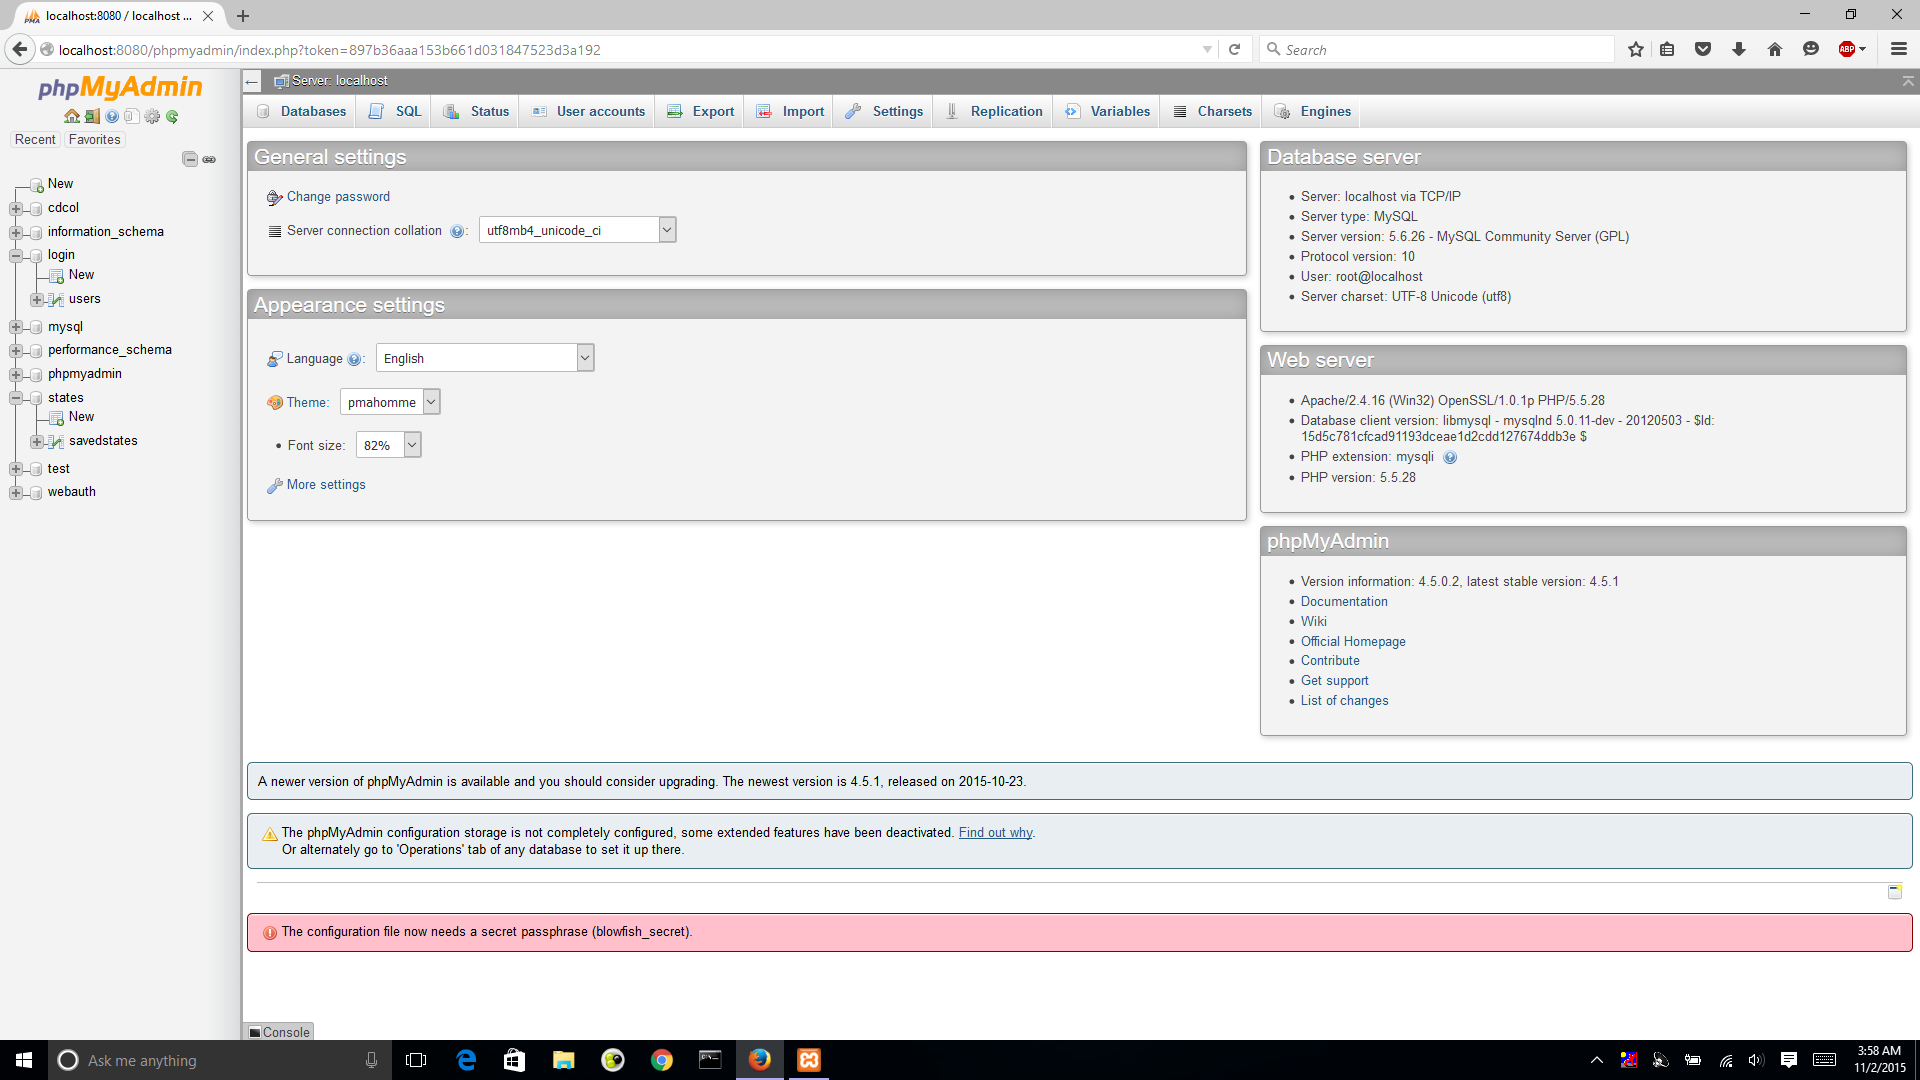 localhost:8080 / localhost ...
localhost:8080/phpmyadmin/index.php?token=897b36aaa153b661d031847523d3a192
Search
ABP
phpMyAdmin
Recent
Favorites
New
cdcol
information_schema
login
New
users
mysql
performance_schema
phpmyadmin
states
New
savedstates
test
webauth
Server: localhost
Databases
SQL
Status
User accounts
Export
Import
Settings
Replication
Variables
Charsets
Engines
General settings
Change password
Server connection collation : utf8mb4_unicode_ci
Appearance settings
Language : English
Theme: pmahomme
Font size: 82%
More settings
Database server
Server: localhost via TCP/IP
Server type: MySQL
Server version: 5.6.26 - MySQL Community Server (GPL)
Protocol version: 10
User: root@localhost
Server charset: UTF-8 Unicode (utf8)
Web server
Apache/2.4.16 (Win32) OpenSSL/1.0.1p PHP/5.5.28
Database client version: libmysql - mysqlnd 5.0.11-dev - 20120503 - $Id:
15d5c781cfcad91193dceae1d2cdd127674ddb3e $
PHP extension: mysqli
PHP version: 5.5.28
phpMyAdmin
Version information: 4.5.0.2, latest stable version: 4.5.1
Documentation
Wiki
Official Homepage
Contribute
Get support
List of changes
A newer version of phpMyAdmin is available and you should consider upgrading. The newest version is 4.5.1, released on 2015-10-23.
The phpMyAdmin configuration storage is not completely configured, some extended features have been deactivated. Find out why.
Or alternately go to 'Operations' tab of any database to set it up there.
The configuration file now needs a secret passphrase (blowfish_secret).
Console
Ask me anything
3:58 AM
11/2/2015